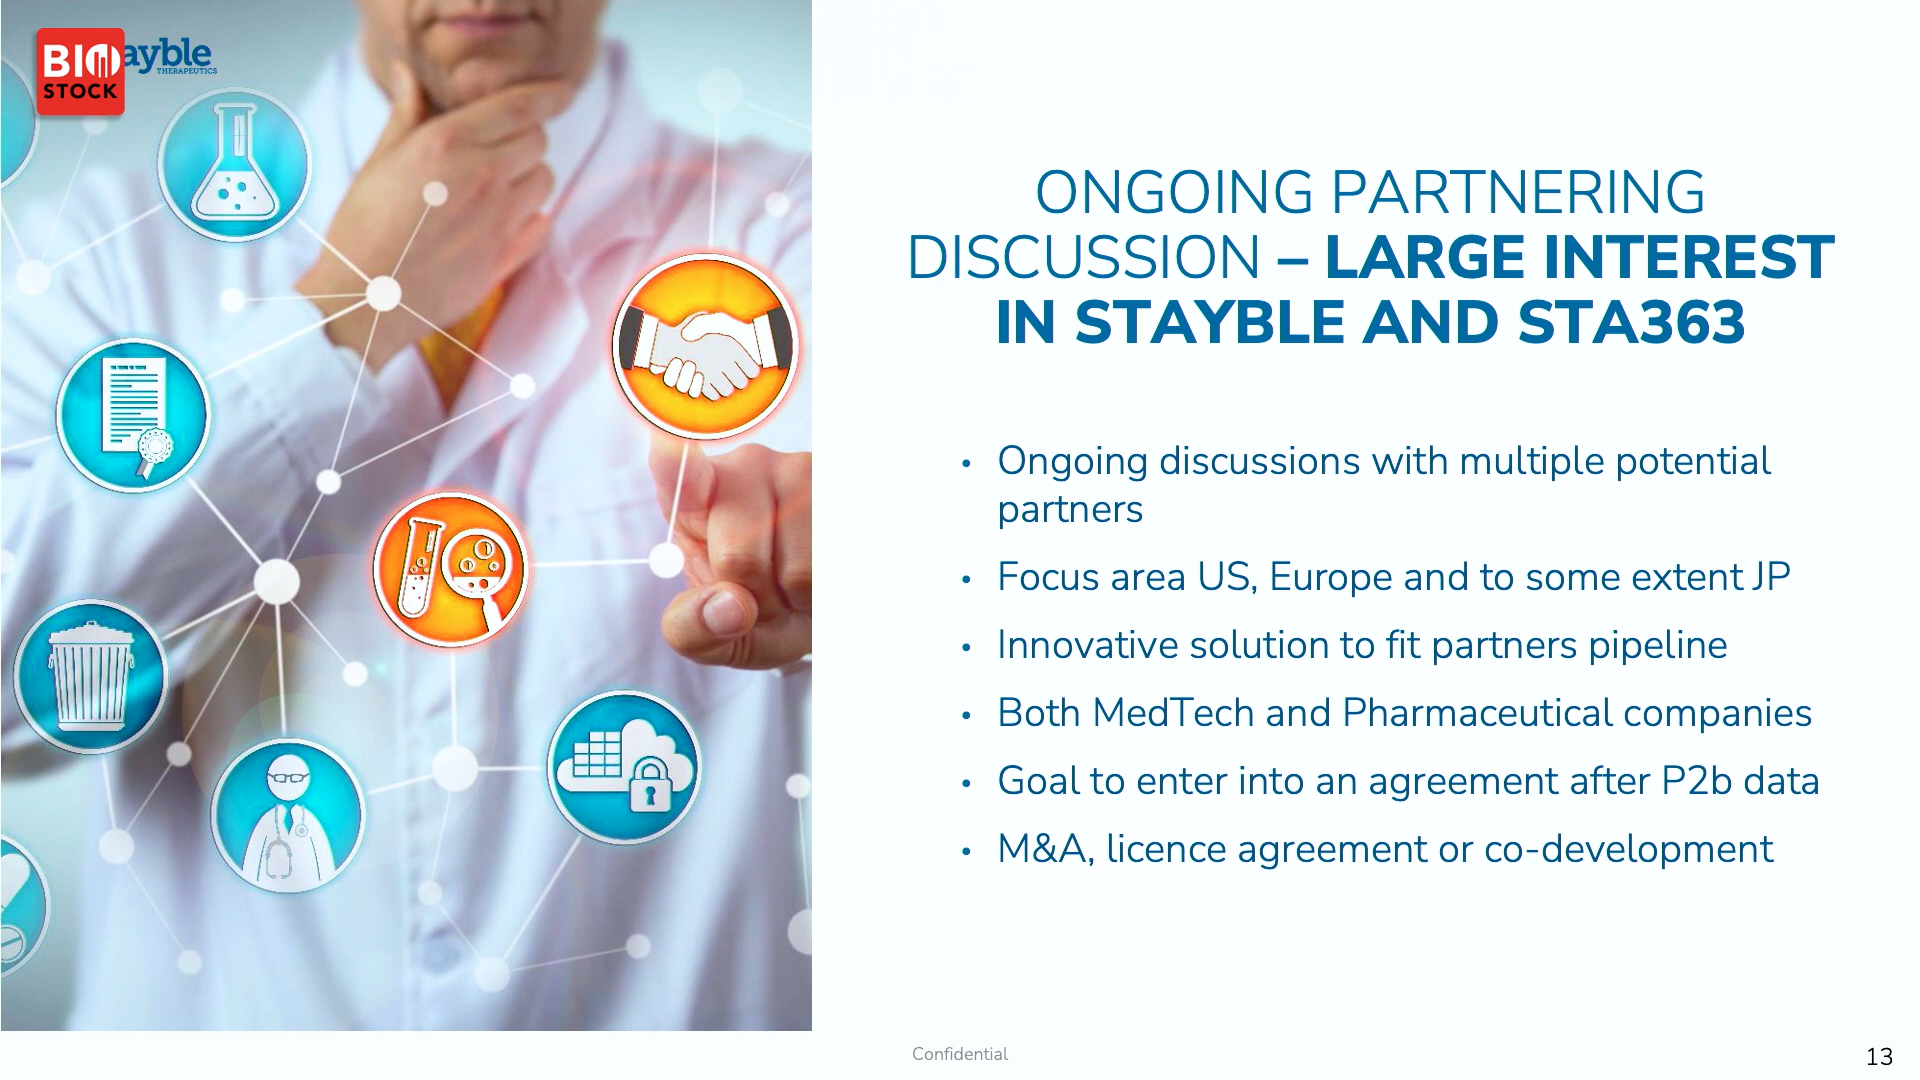 BIO
STOCK
ayble
THERAPEUTICS
ONGOING PARTNERING
DISCUSSION – LARGE INTEREST
IN STAYBLE AND STA363
• Ongoing discussions with multiple potential
partners
• Focus area US, Europe and to some extent JP
• Innovative solution to fit partners pipeline
• Both MedTech and Pharmaceutical companies
• Goal to enter into an agreement after P2b data
• M&A, licence agreement or co-development
Confidential
13